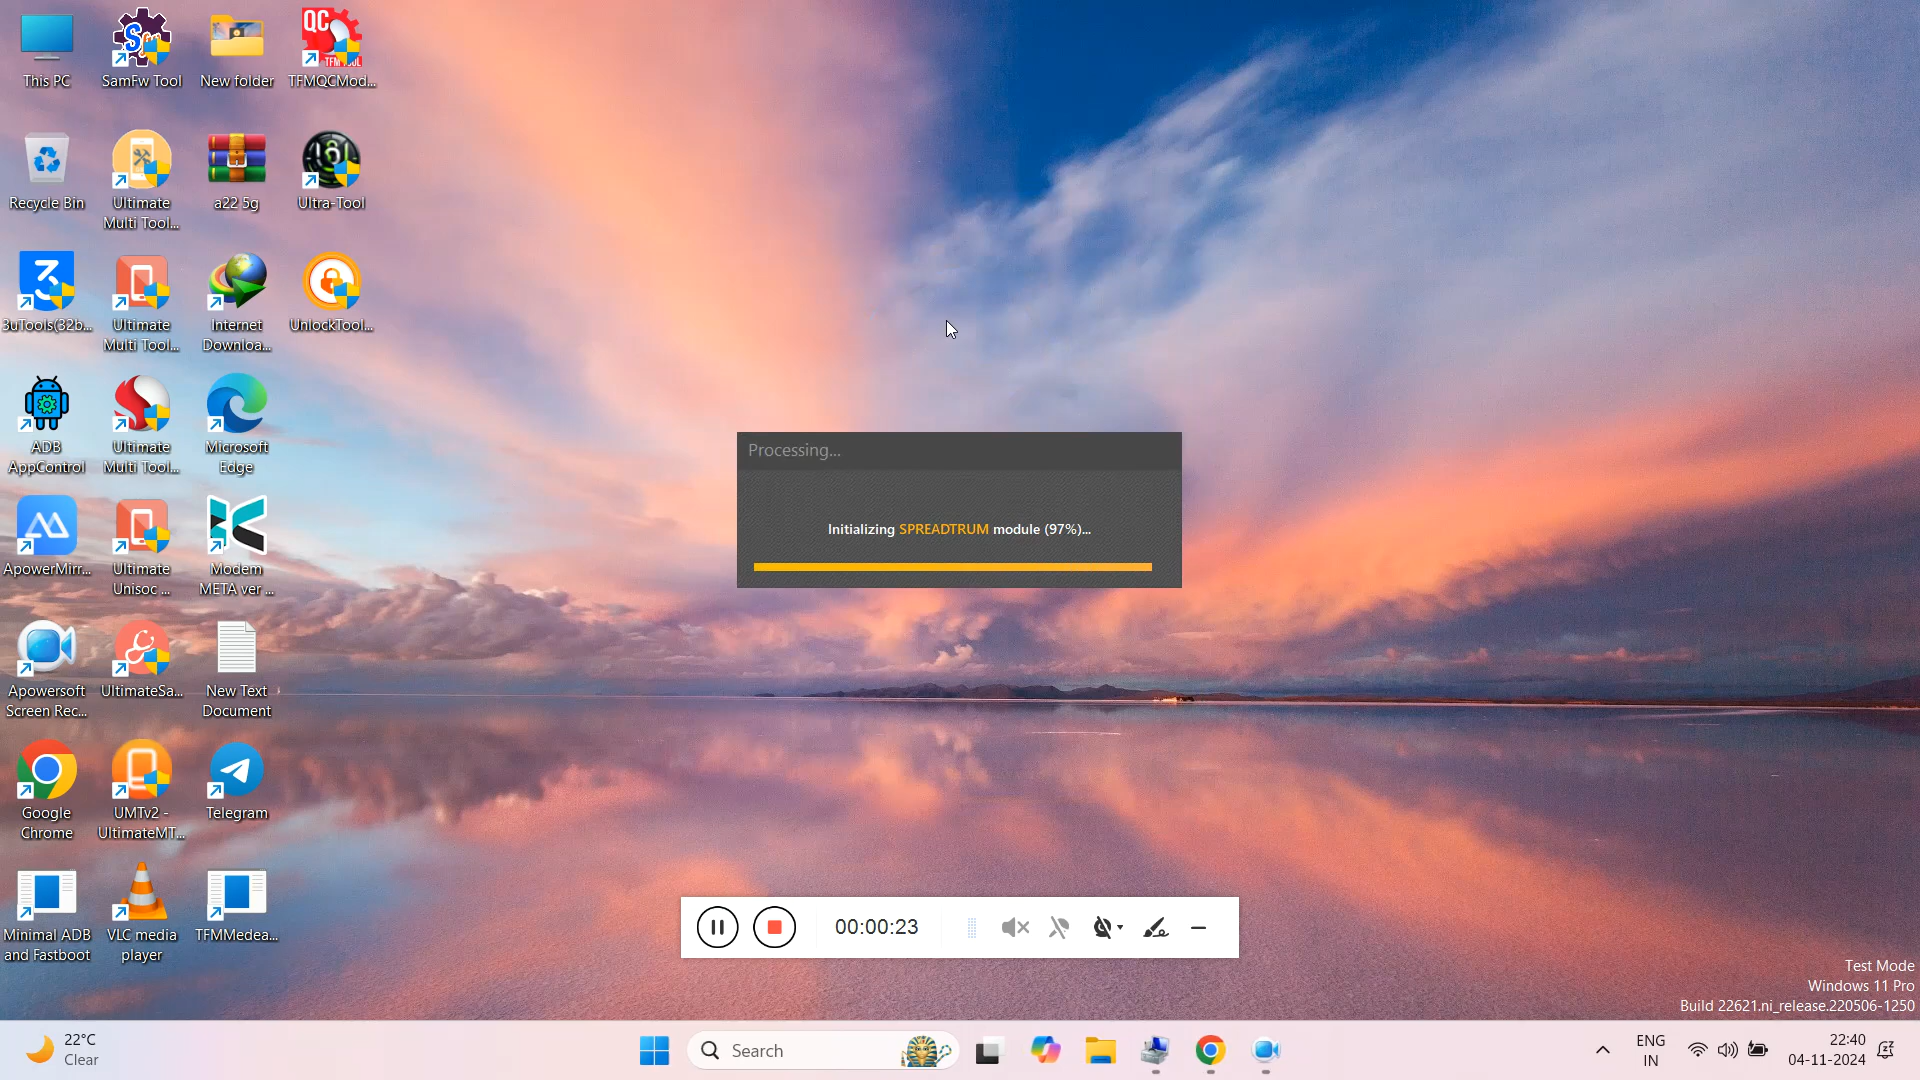 This PC
SamFw Tool
New folder
QC
TFM TOOL
TFMQCMod...
Recycle Bin
Ultimate
Multi Tool...
a22 5g
Ultra-Tool
3uTools(32b...
Ultimate
Multi Tool...
Internet
Downloa...
UnlockTool...
ADB
AppControl
Ultimate
Multi Tool...
Microsoft
Edge
ApowerMirr...
Ultimate
Unisoc ...
Modem
META ver ...
Apowersoft
Screen Rec...
UltimateSa...
New Text
Document
Google
Chrome
UMTv2 -
UltimateMT...
Telegram
Minimal ADB
and Fastboot
VLC media
player
TFMMedea...
Processing...
Initializing SPREADTRUM module (97%)...
00:00:23
Test Mode
Windows 11 Pro
Build 22621.ni_release.220506-1250
22°C
Clear
Search
ENG
IN
22:40
04-11-2024